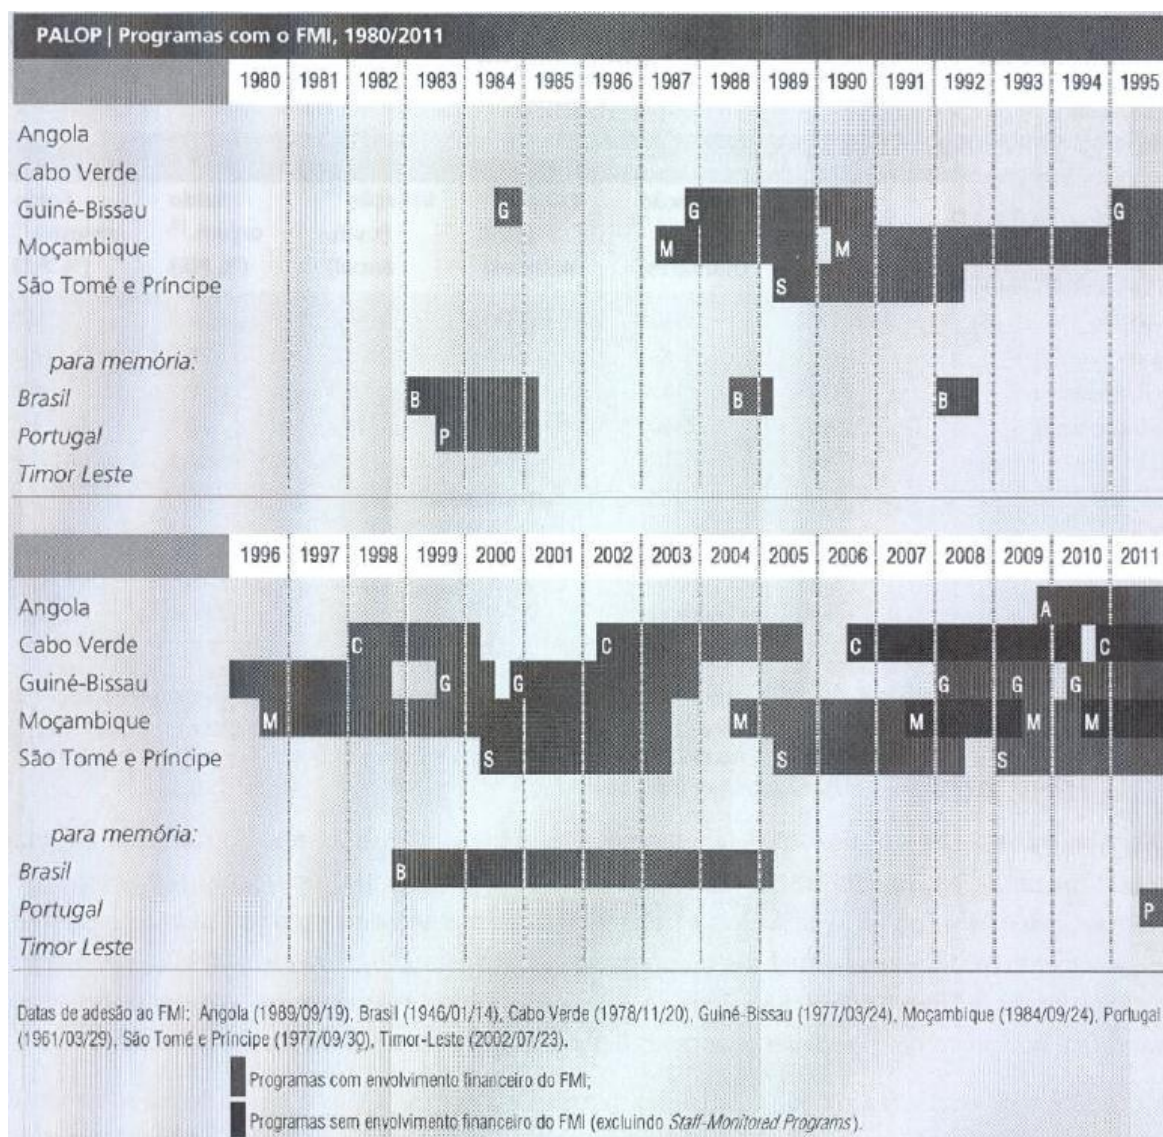 PALOP | Programas com o FMI, 1980/2011
1980 1981 1982 1983 1984 1985 1986 1987 1988 1989 1990 1991 1992 1993 1994 1995
Angola
Cabo Verde
Guiné-Bissau G G G
Moçambique M M
São Tomé e Príncipe S
para memória:
Brasil B B B
Portugal P
Timor Leste
1996 1997 1998 1999 2000 2001 2002 2003 2004 2005 2006 2007 2008 2009 2010 2011
Angola A
Cabo Verde C C C C
Guiné-Bissau G G G G G
Moçambique M M M M M
São Tomé e Príncipe S S S
para memória:
Brasil B
Portugal P
Timor Leste
Datas de adesão ao FMI: Angola (1989/09/19), Brasil (1946/01/14), Cabo Verde (1978/11/20), Guiné-Bissau (1977/03/24), Moçambique (1984/09/24), Portugal
(1961/03/29), São Tomé e Príncipe (1977/09/30), Timor-Leste (2002/07/23).
Programas com envolvimento financeiro do FMI;
Programas sem envolvimento financeiro do FMI (excluindo Staff-Monitored Programs).